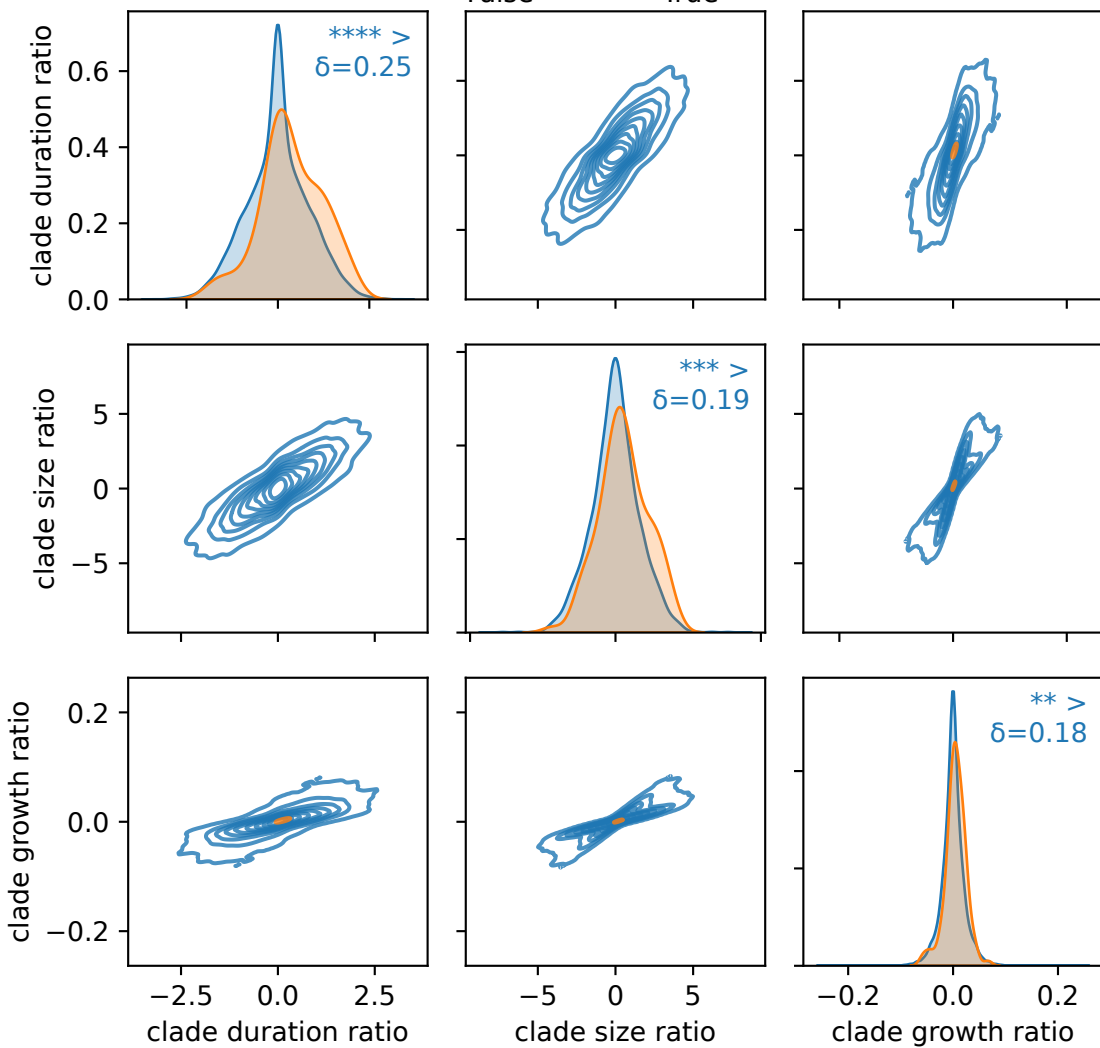 True
clade duration ratio
0.6
0.4
0.2
0.0
**** >
δ=0.25
clade size ratio
5
0
−5
*** >
δ=0.19
clade growth ratio
0.2
0.0
−0.2
** >
δ=0.18
−2.5 0.0 2.5
−5 0 5
−0.2 0.0 0.2
clade duration ratio
clade size ratio
clade growth ratio